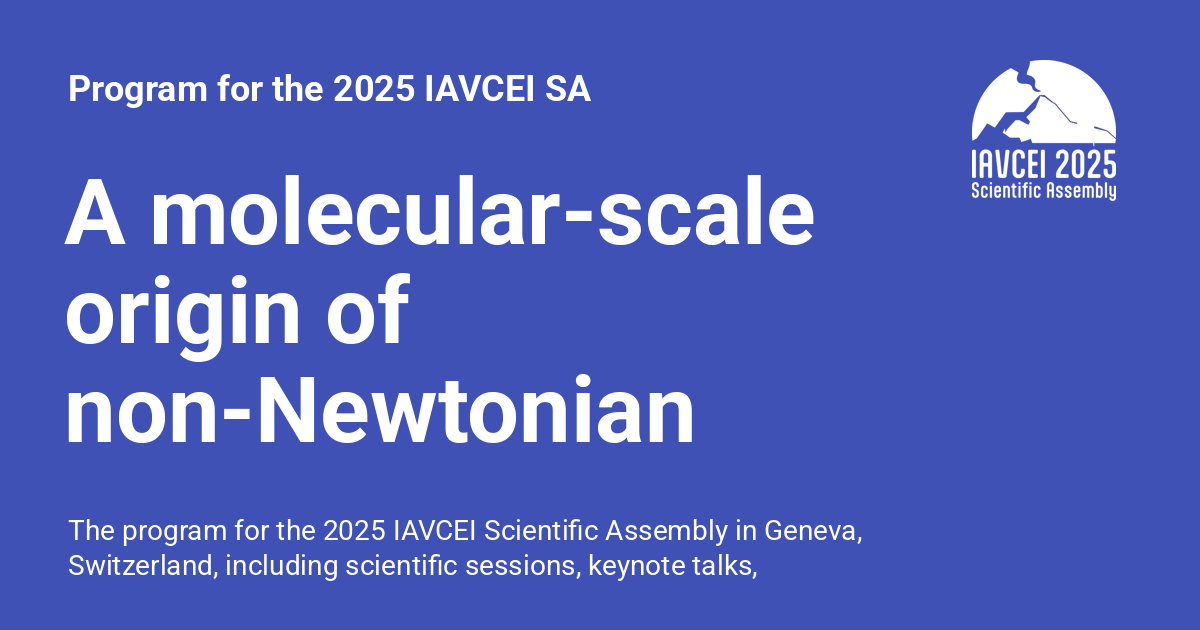 Program for the 2025 IAVCEI SA
IAVCEI 2025
Scientific Assembly
A molecular-scale
origin of
non-Newtonian
The program for the 2025 IAVCEI Scientific Assembly in Geneva,
Switzerland, including scientific sessions, keynote talks,